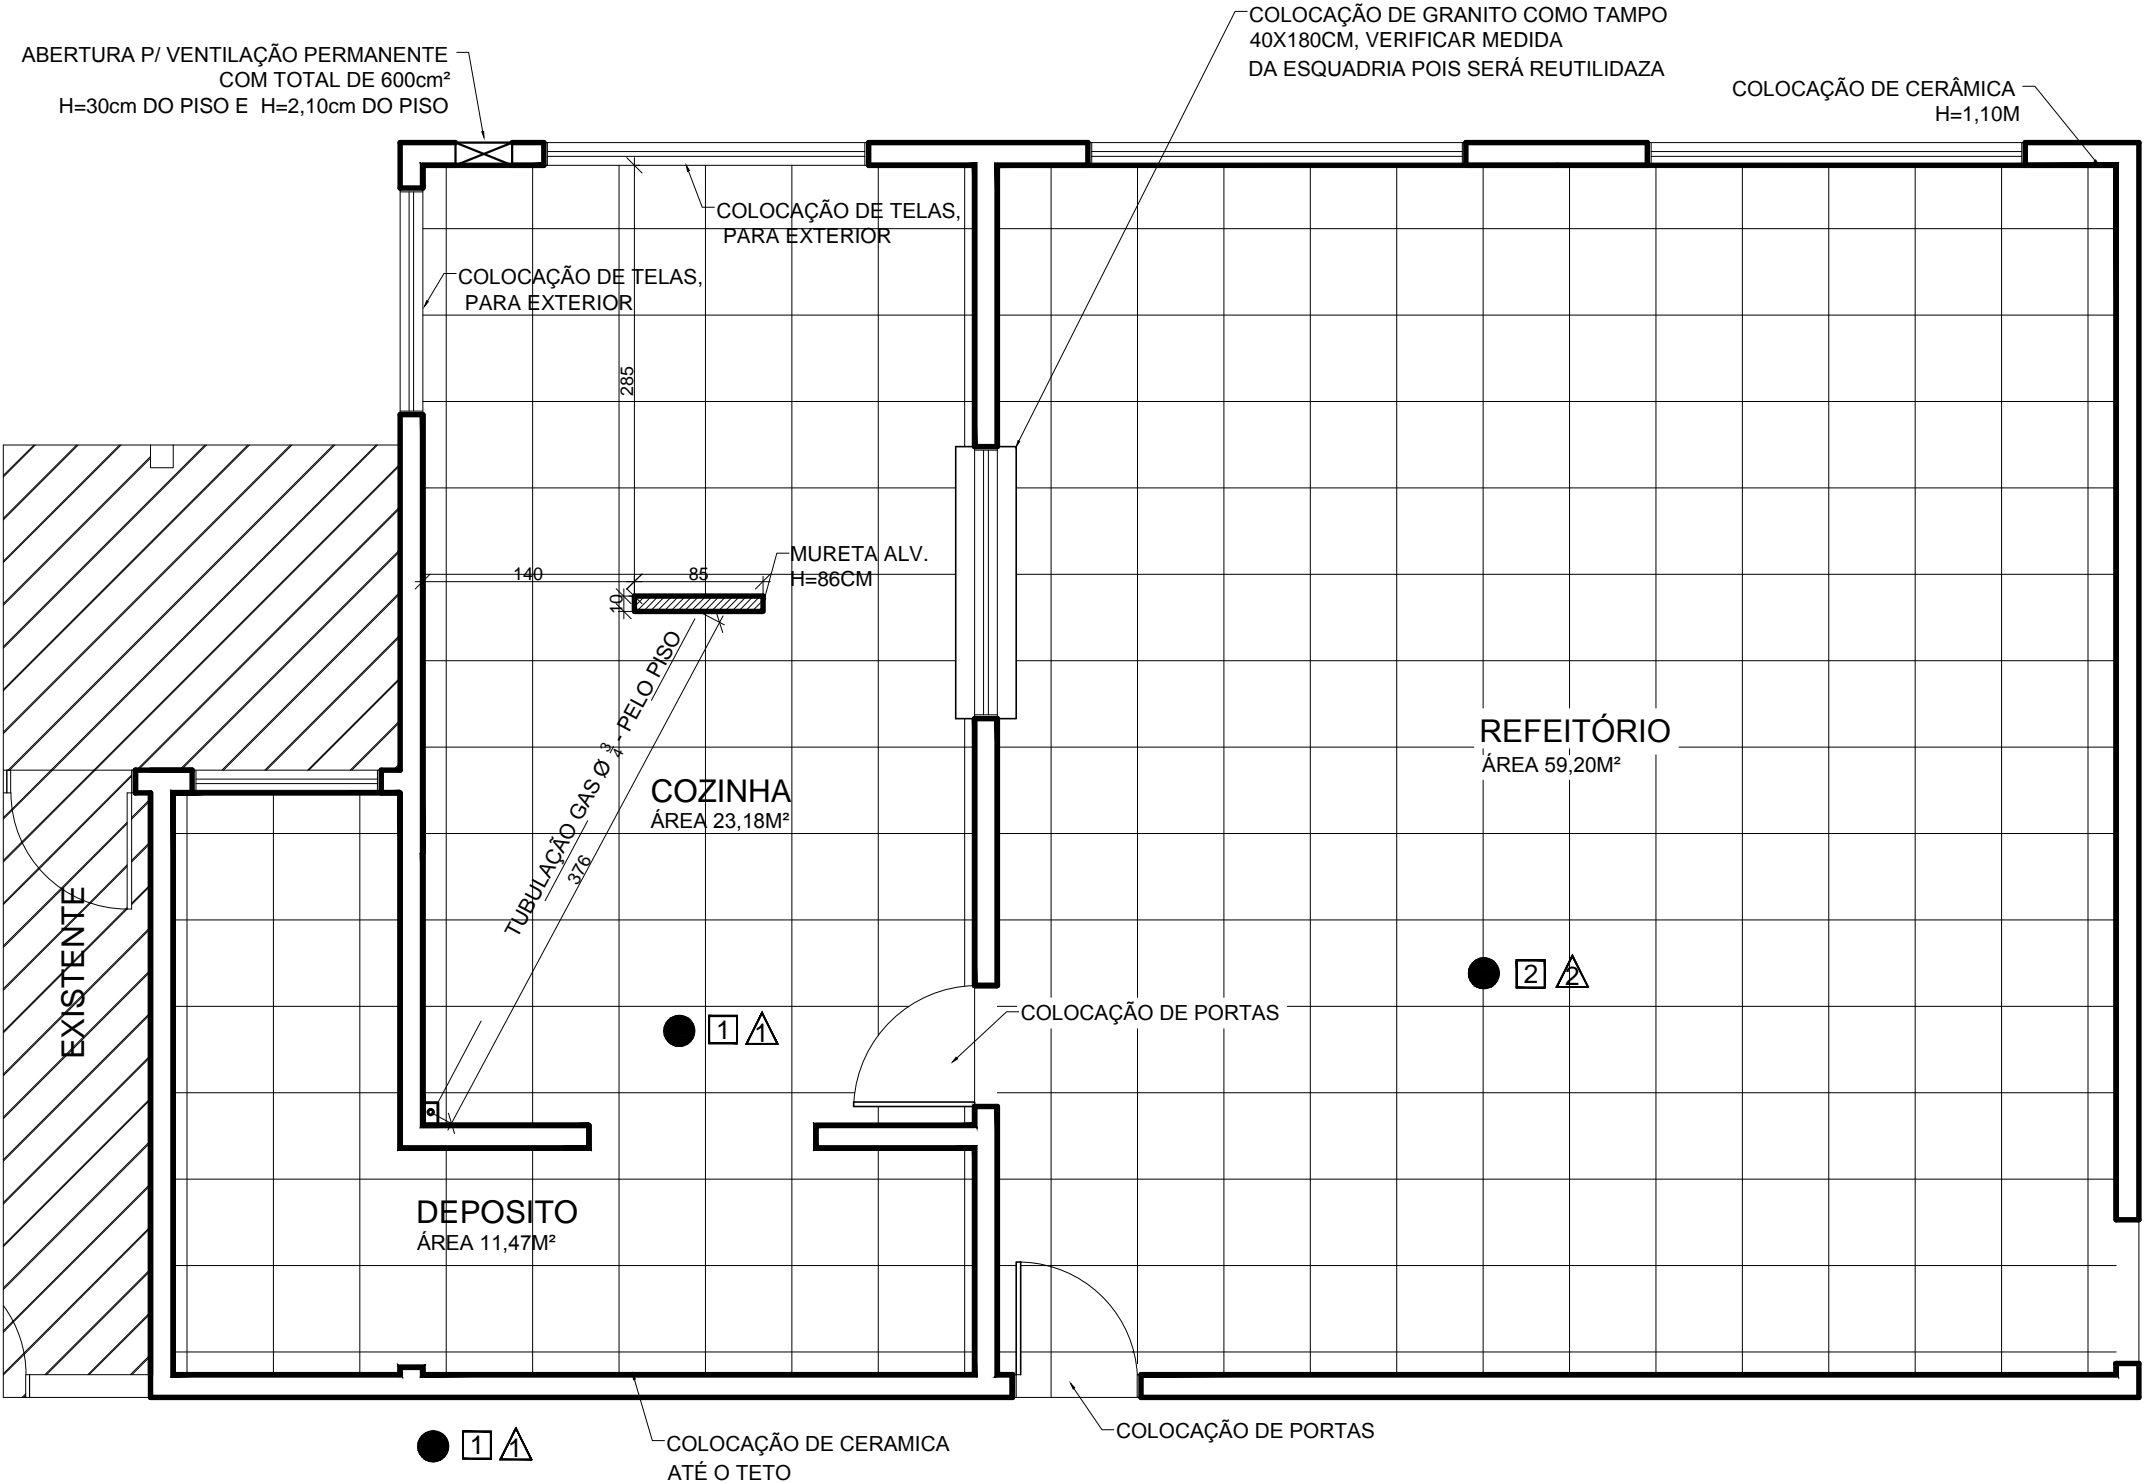 COLOCAÇÃO DE GRANITO COMO TAMPO
40X180CM, VERIFICAR MEDIDA
DA ESQUADRIA POIS SERÁ REUTILIDAZA
ABERTURA P/ VENTILAÇÃO PERMANENTE
COM TOTAL DE 600cm²
H=30cm DO PISO E H=2,10cm DO PISO
COLOCAÇÃO DE CERÂMICA
H=1,10M
COLOCAÇÃO DE TELAS,
PARA EXTERIOR
COLOCAÇÃO DE TELAS,
PARA EXTERIOR
285
MURETA ALV.
H=86CM
140
85
10
TUBULAÇÃO GAS Ø ¾ - PELO PISO
376
COZINHA
ÁREA 23,18M²
REFEITÓRIO
ÁREA 59,20M²
EXISTENTE
2 2
1 1
COLOCAÇÃO DE PORTAS
DEPOSITO
ÁREA 11,47M²
COLOCAÇÃO DE PORTAS
1 1
COLOCAÇÃO DE CERAMICA
ATÉ O TETO